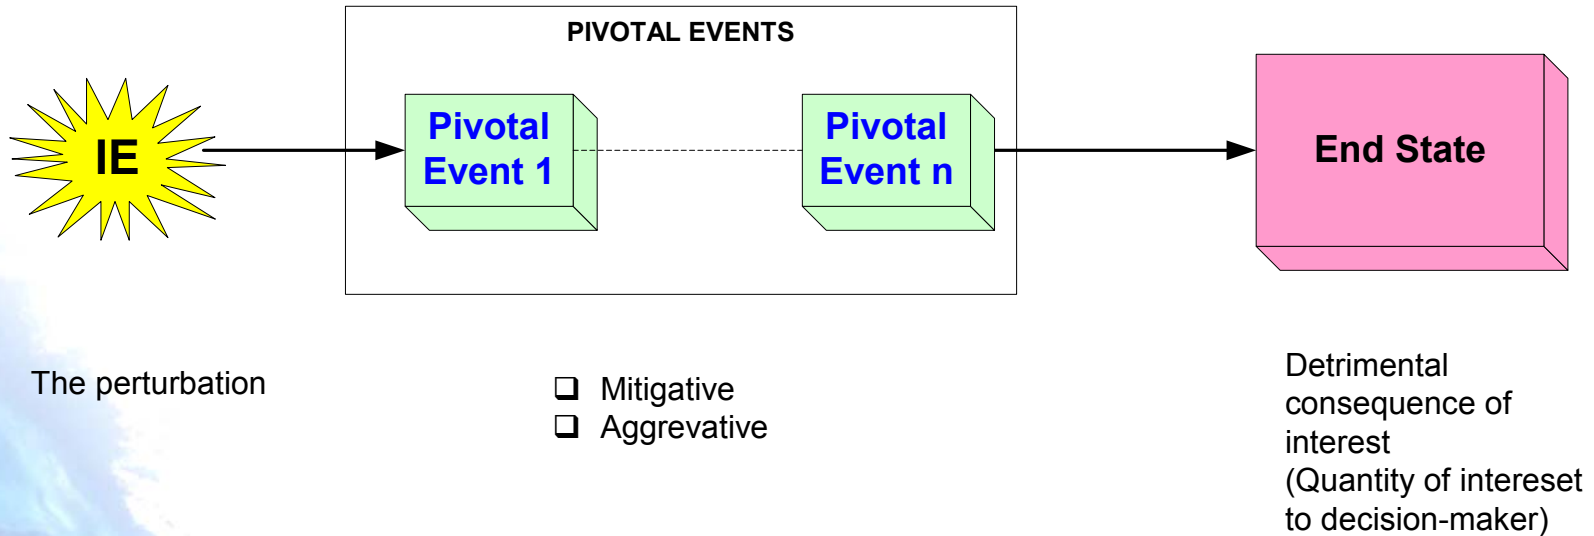 PIVOTAL EVENTS
IE
Pivotal
Event 1
Pivotal
Event n
End State
The perturbation
❑ Mitigative
❑ Aggrevative
Detrimental
consequence of
interest
(Quantity of intereset
to decision-maker)